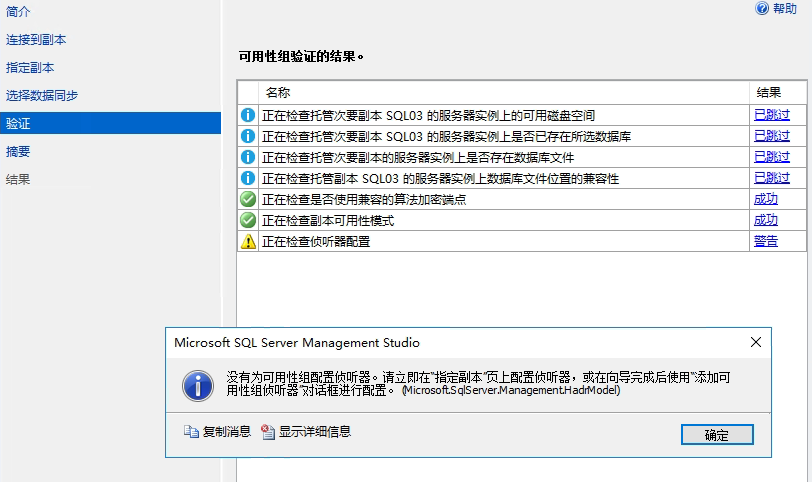 简介
帮助
连接到副本
指定副本
选择数据同步
验证
摘要
结果
可用性组验证的结果。
名称 结果
正在检查托管次要副本 SQL03 的服务器实例上的可用磁盘空间 已跳过
正在检查托管次要副本 SQL03 的服务器实例上是否已存在所选数据库 已跳过
正在检查托管次要副本的服务器实例上是否存在数据库文件 已跳过
正在检查托管副本 SQL03 的服务器实例上数据库文件位置的兼容性 已跳过
正在检查是否使用兼容的算法加密端点 成功
正在检查副本可用性模式 成功
正在检查侦听器配置 警告
Microsoft SQL Server Management Studio
没有为可用性组配置侦听器。请立即在"指定副本"页上配置侦听器，或在向导完成后使用"添加可
用性组侦听器"对话框进行配置。 (Microsoft.SqlServer.Management.HadrModel)
复制消息 显示详细信息 确定